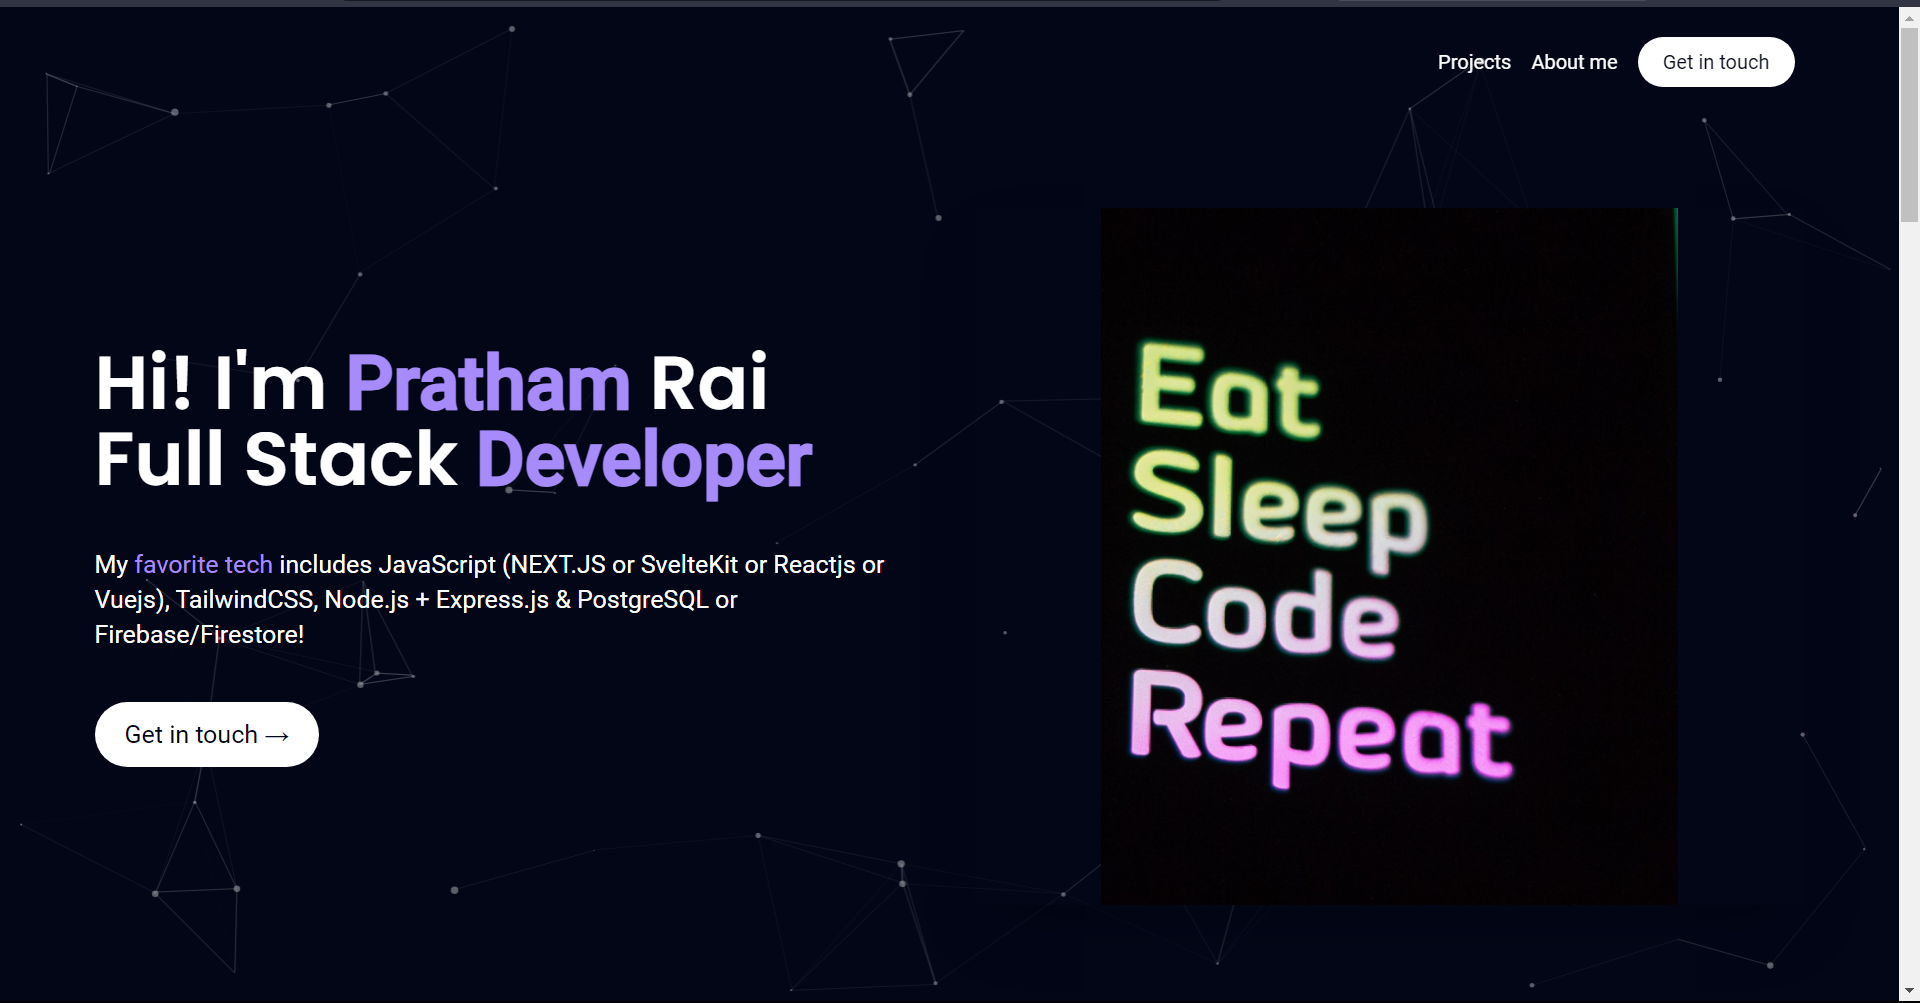 Projects About me Get in touch
Hi! I'm Pratham Rai
Full Stack Developer
My favorite tech includes JavaScript (NEXT.JS or SvelteKit or Reactjs or
Vuejs), TailwindCSS, Node.js + Express.js & PostgreSQL or
Firebase/Firestore!
Get in touch →
Eat
Sleep
Code
Repeat